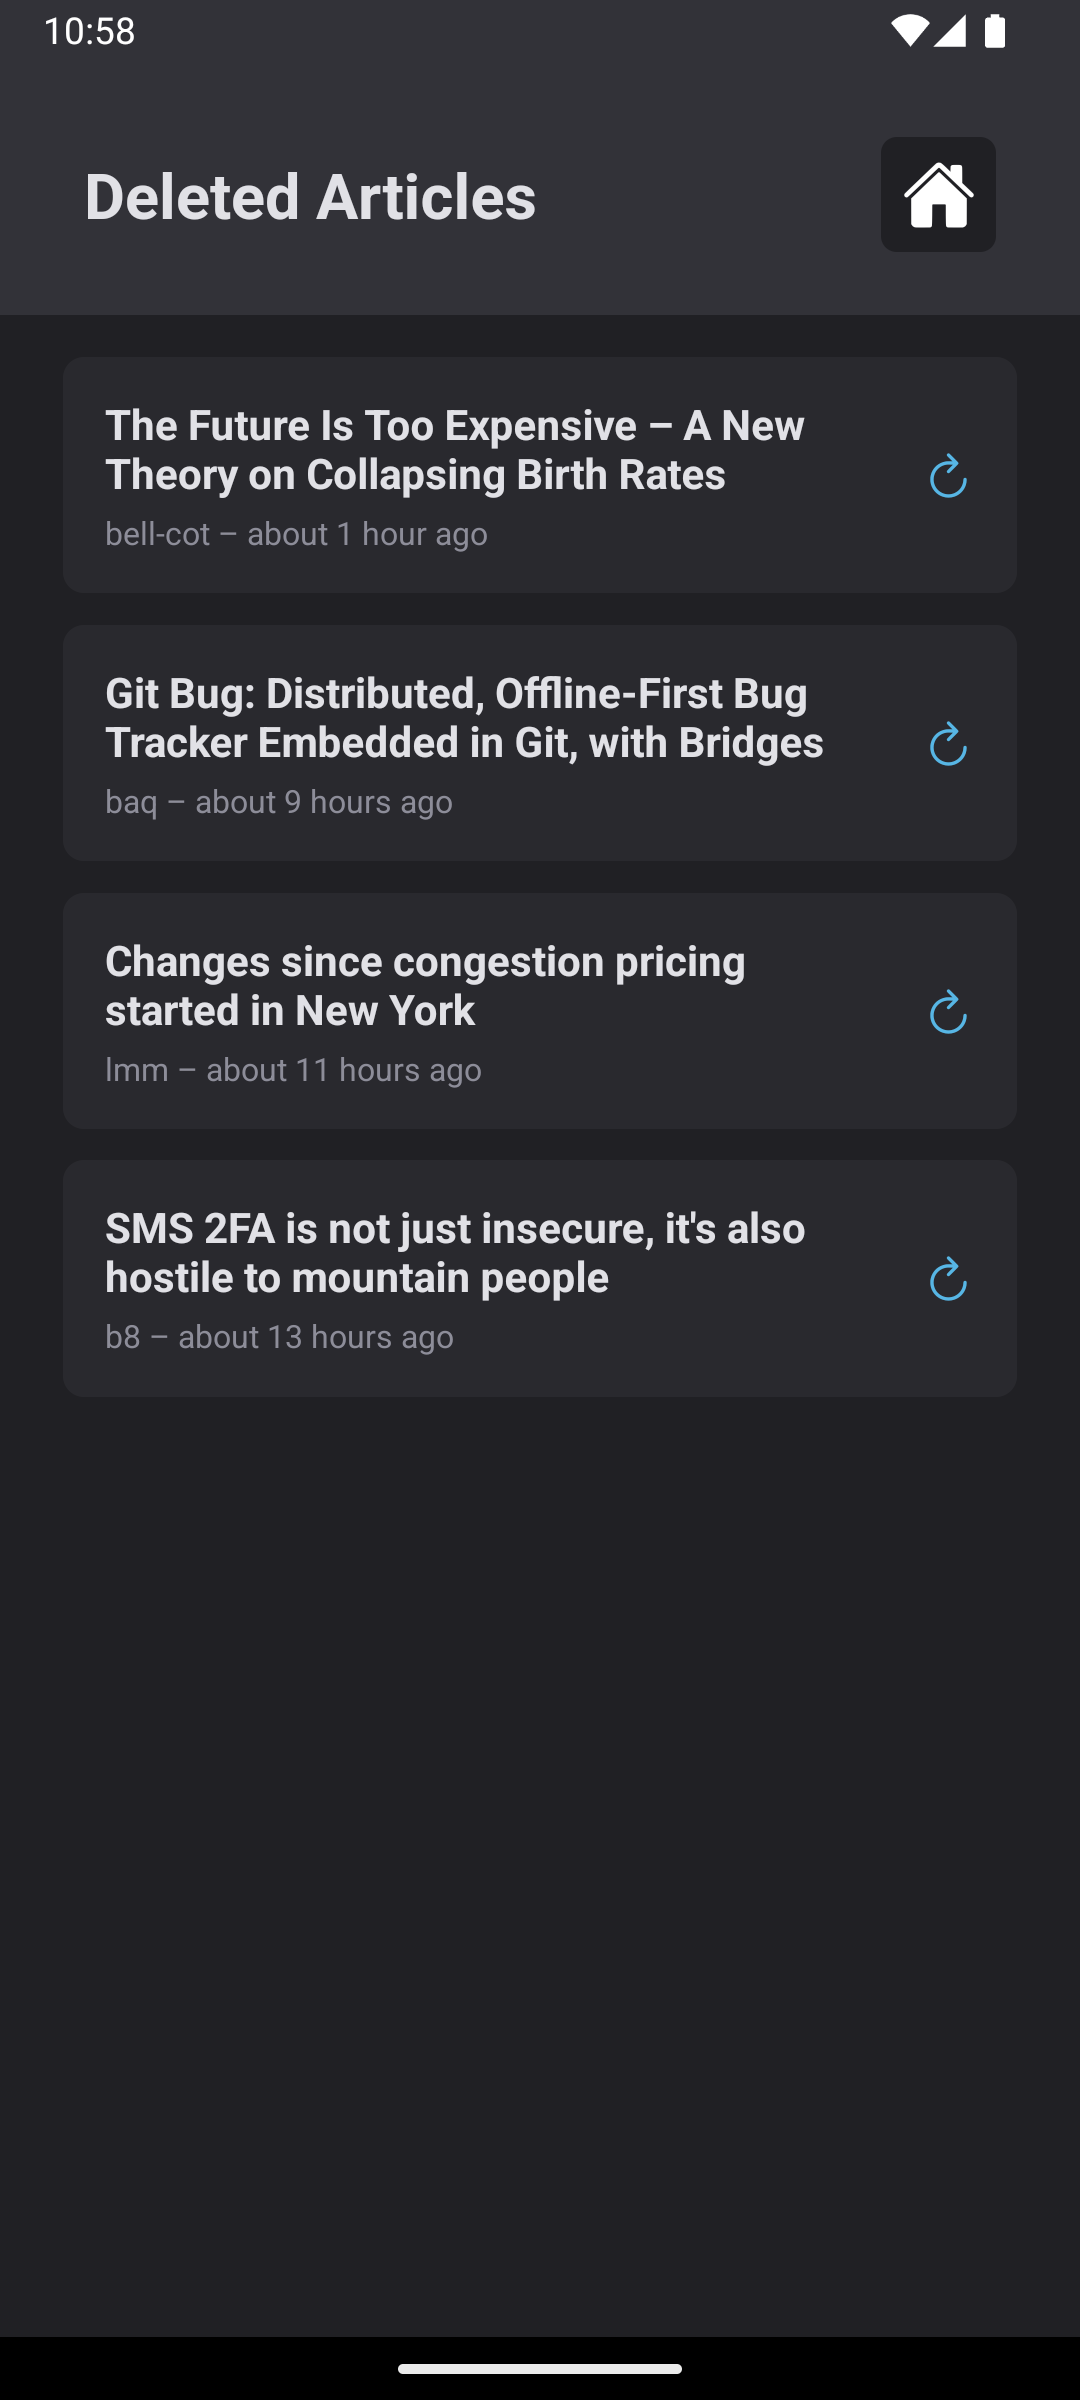 10:58
Deleted Articles
The Future Is Too Expensive – A New
Theory on Collapsing Birth Rates
bell-cot – about 1 hour ago
Git Bug: Distributed, Offline-First Bug
Tracker Embedded in Git, with Bridges
baq – about 9 hours ago
Changes since congestion pricing
started in New York
lmm – about 11 hours ago
SMS 2FA is not just insecure, it's also
hostile to mountain people
b8 – about 13 hours ago